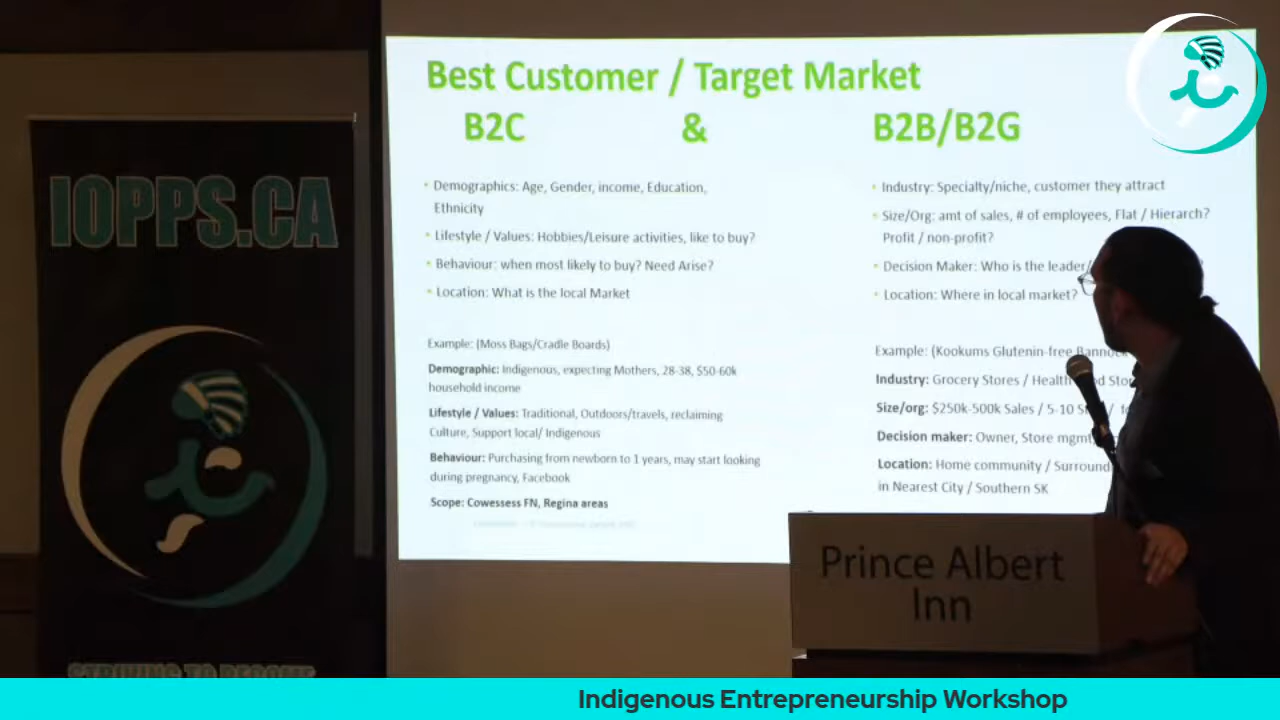 Best Customer / Target Market
B2C & B2B/B2G
• Demographics: Age, Gender, income, Education,
Ethnicity
• Lifestyle / Values: Hobbies/Leisure activities, like to buy?
• Behaviour: when most likely to buy? Need Arise?
• Location: What is the local Market
Example: (Moss Bags/Cradle Boards)
Demographic: Indigenous, expecting Mothers, 28-38, $50-60k
household income
Lifestyle / Values: Traditional, Outdoors/travels, reclaiming
Culture, Support local/ Indigenous
Behaviour: Purchasing from newborn to 1 years, may start looking
during pregnancy, Facebook
Scope: Cowessess FN, Regina areas
• Industry: Specialty/niche, customer they attract
• Size/Org: amt of sales, # of employees, Flat / Hierarch?
Profit / non-profit?
• Decision Maker: Who is the leader/
• Location: Where in local market?
Example: (Kookums Glutenin-free Bannock
Industry: Grocery Stores / Health
Size/org: $250k-500k Sales / 5-10
Decision maker: Owner, Store mgmt
Location: Home community /
in Nearest City / Southern SK
IOPPS.CA
STRIVING TO BECOME
Prince Albert
Inn
Indigenous Entrepreneurship Workshop